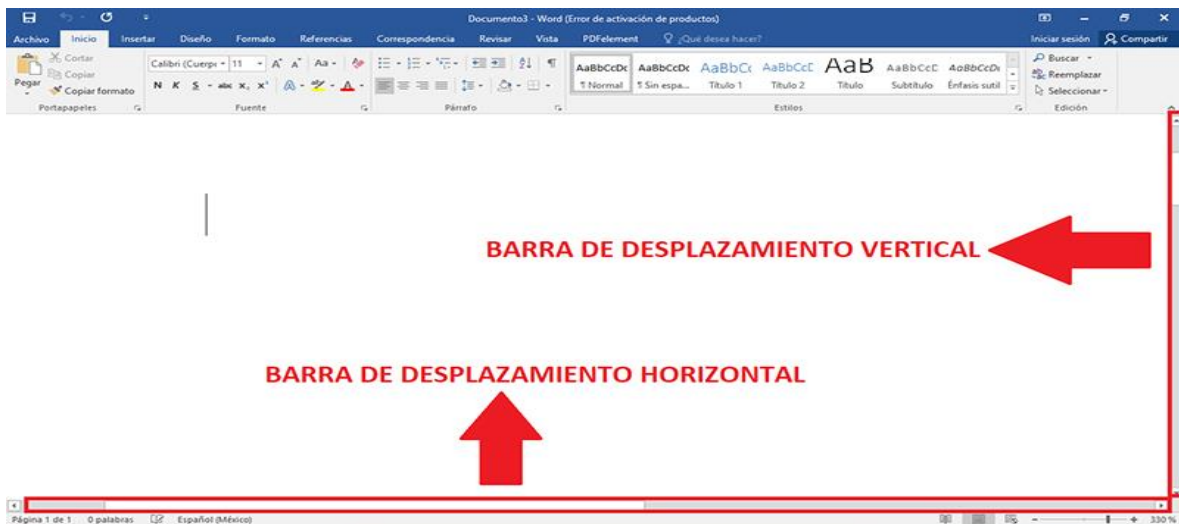 Documento3 - Word (Error de activación de productos)
Archivo Inicio Insertar Diseño Formato Referencias Correspondencia Revisar Vista PDFelement ¿Qué desea hacer? Iniciar sesión Compartir
Pegar
Cortar
Copiar
Copiar formato
Portapapeles
Calibri (Cuerpo 11 A A Aa
N K S abc x, x' A A
Fuente
Párrafo
AaBbCcDc AaBbCcDc AaBbCc AaBbCcC AaB AaBbCcC AaBbCcDc
¶ Normal ¶ Sin espa... Título 1 Título 2 Título Subtítulo Énfasis sutil
Estilos
Buscar
Reemplazar
Seleccionar
Edición
BARRA DE DESPLAZAMIENTO VERTICAL
BARRA DE DESPLAZAMIENTO HORIZONTAL
Página 1 de 1 0 palabras Español (México) 330 %